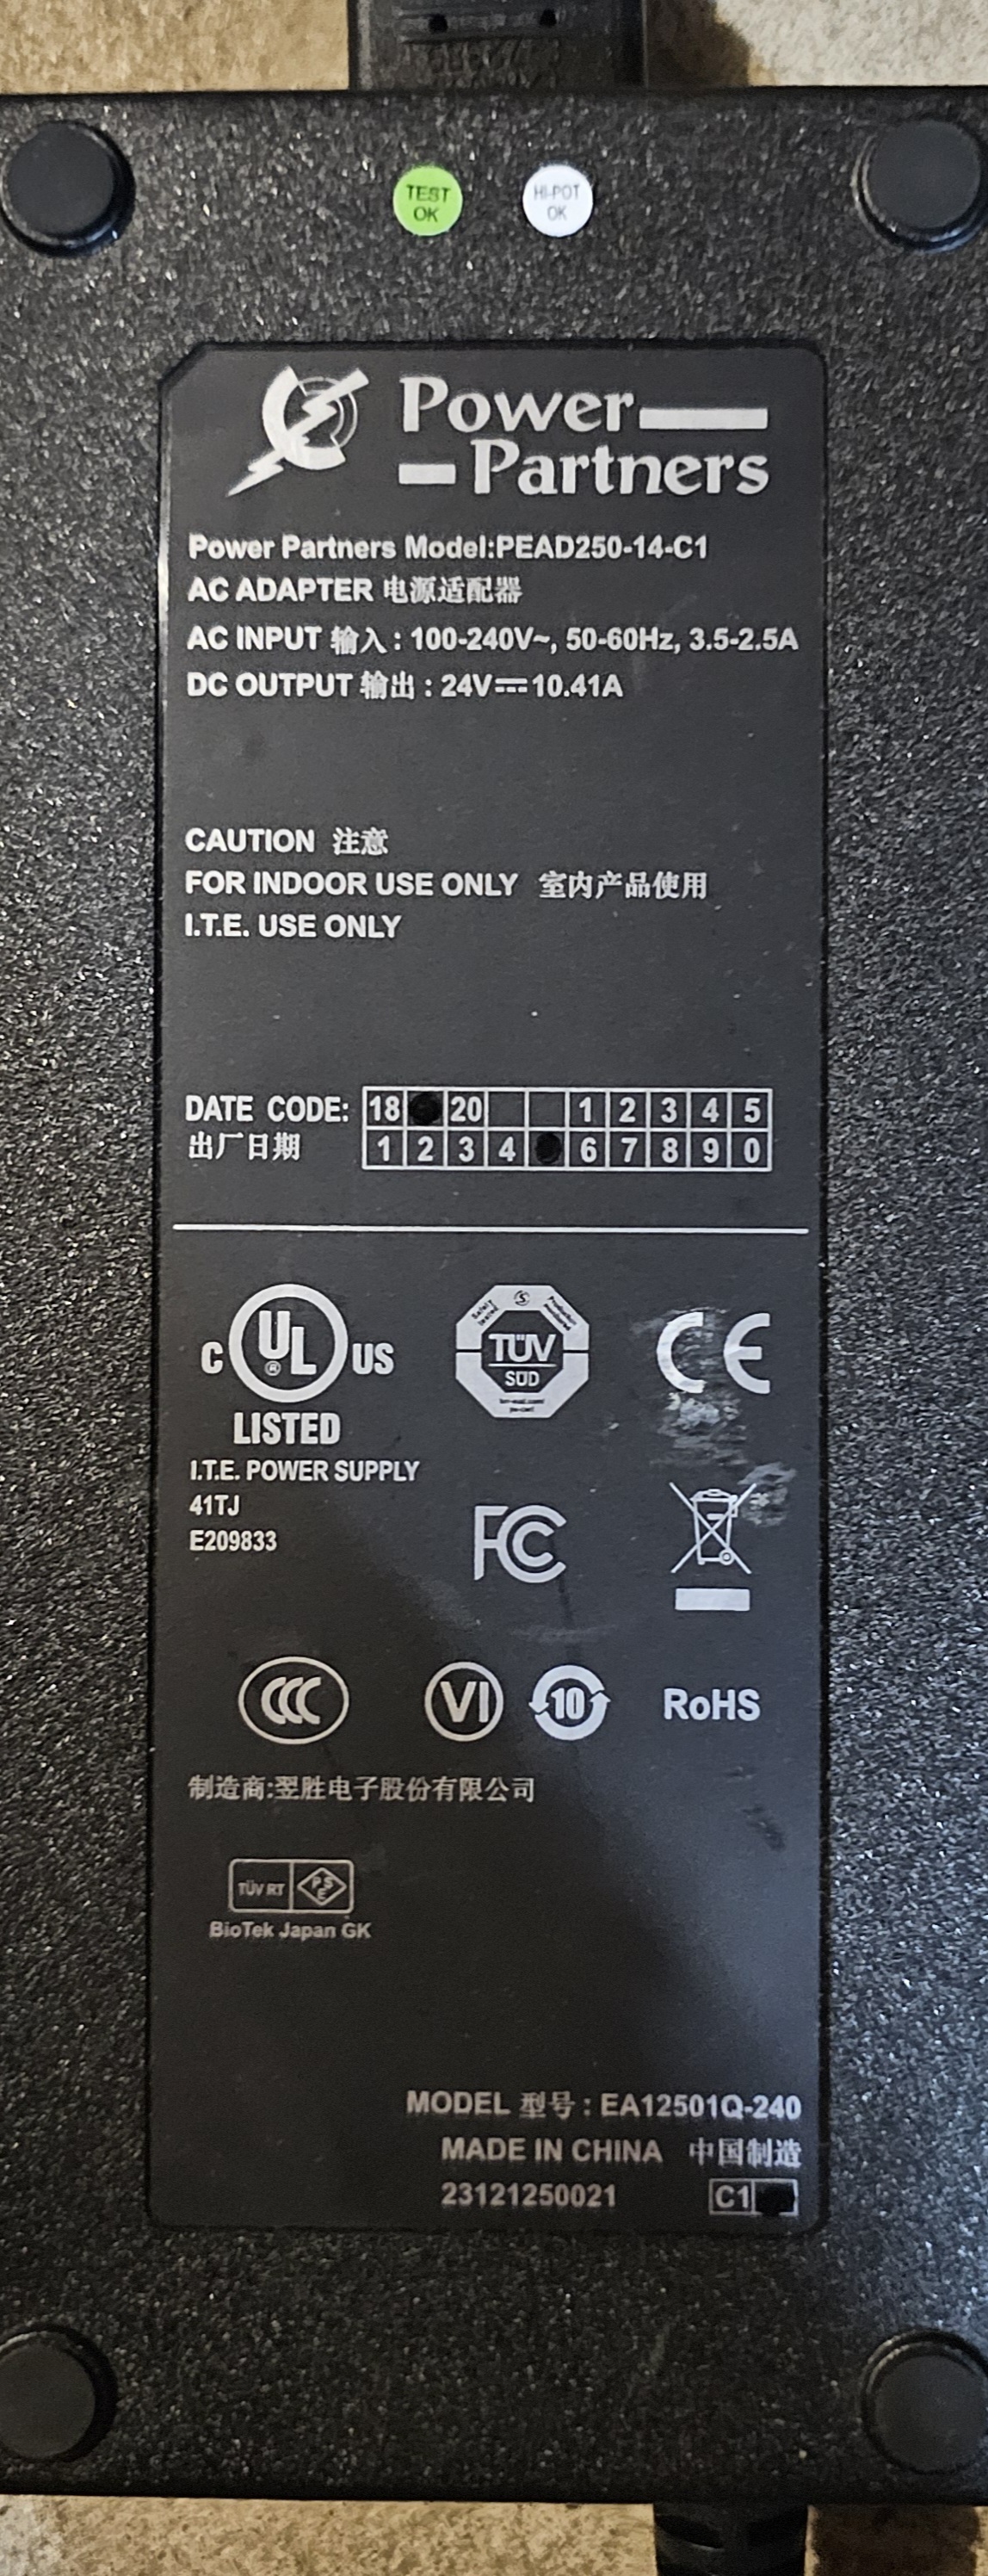 TEST
OK
HI-POT
OK
Power
Partners
Power Partners Model:PEAD250-14-C1
AC ADAPTER 电源适配器
AC INPUT 输入 : 100-240V~, 50-60Hz, 3.5-2.5A
DC OUTPUT 输出 : 24V⎓10.41A
CAUTION 注意
FOR INDOOR USE ONLY 室内产品使用
I.T.E. USE ONLY
DATE CODE: 18 20 1 2 3 4 5
出厂日期 1 2 3 4 6 7 8 9 0
C UL ® US
LISTED
I.T.E. POWER SUPPLY
41TJ
E209833
Safety tested
Production monitored
TÜV
SÜD
CE
FC
CCC
VI
10
RoHS
制造商:翌胜电子股份有限公司
TÜV RT
PSE
BioTek Japan GK
MODEL 型号 : EA12501Q-240
MADE IN CHINA 中国制造
23121250021 C1